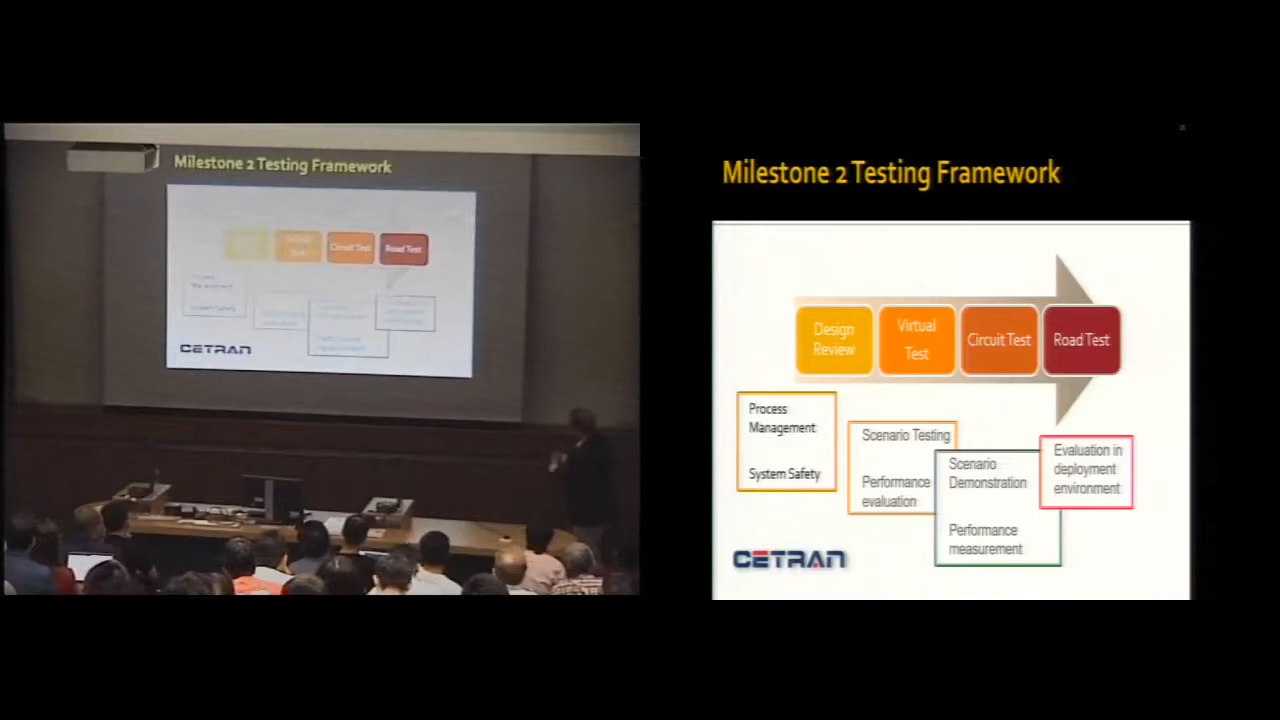 Milestone 2 Testing Framework
Circuit Test
Road Test
CETRAN
Milestone 2 Testing Framework
Design
Review
Virtual
Test
Circuit Test
Road Test
Process
Management
System Safety
Scenario Testing
Performance
evaluation
Scenario
Demonstration
Performance
measurement
Evaluation in
deployment
environment
CETRAN